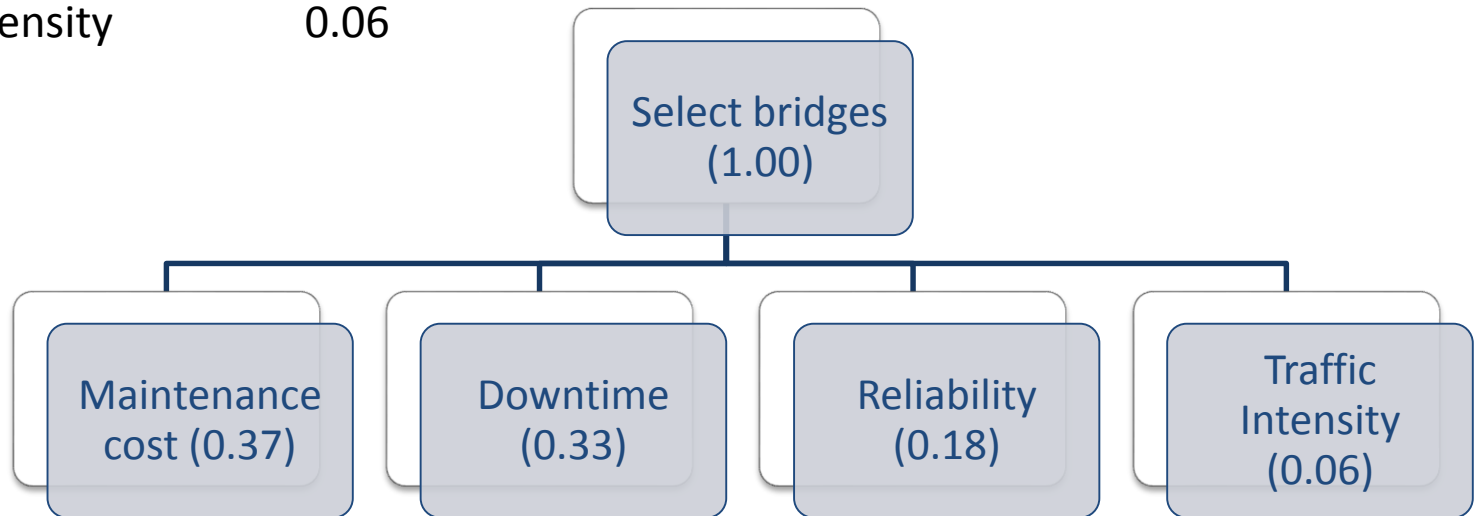 ensity 0.06
Select bridges
(1.00)
Maintenance
cost (0.37)
Downtime
(0.33)
Reliability
(0.18)
Traffic
Intensity
(0.06)